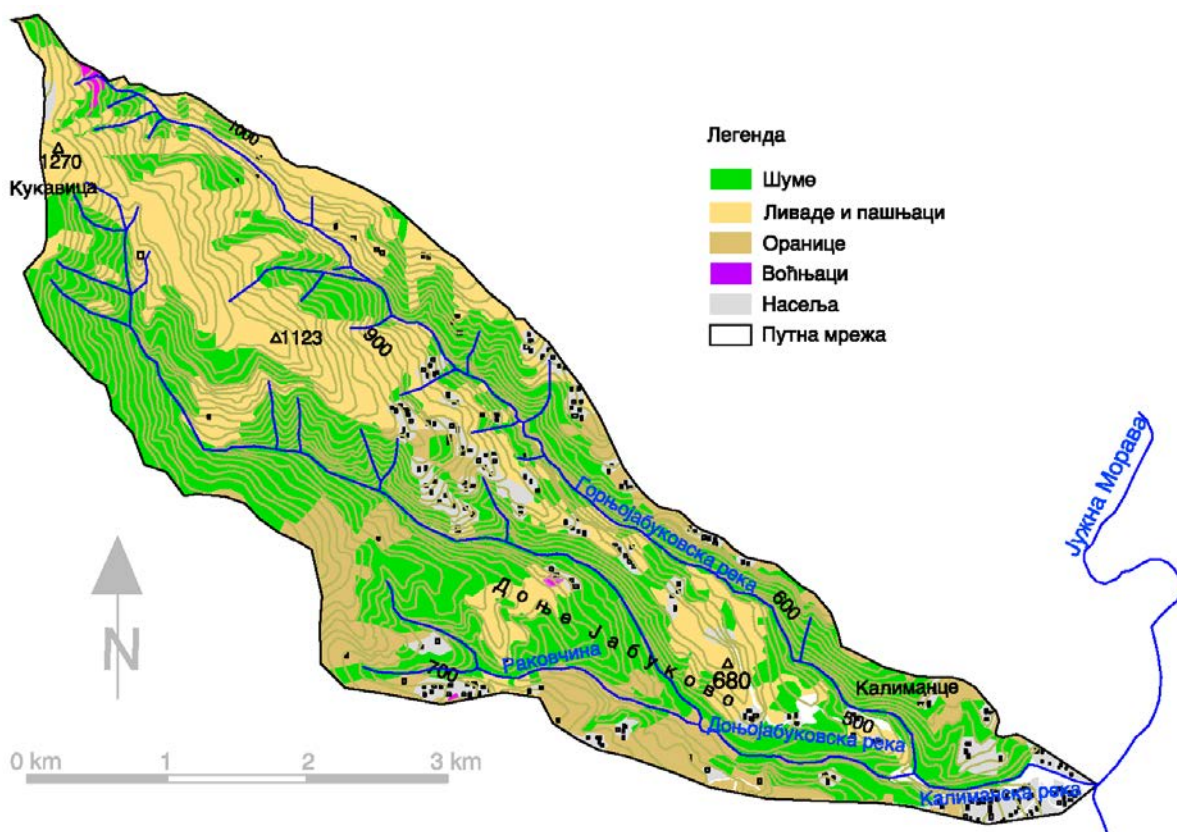 1000
1270
Кукавица
1123
900
Легенда
Шуме
Ливаде и пашњаци
Оранице
Воћњаци
Насеља
Путна мрежа
Јужна Морава
Горњојабуковска река
600
Доње Јабуково
Раковчина
700
680
Калиманце
500
Доњојабуковска река
Калиманска река
N
0 km 1 2 3 km